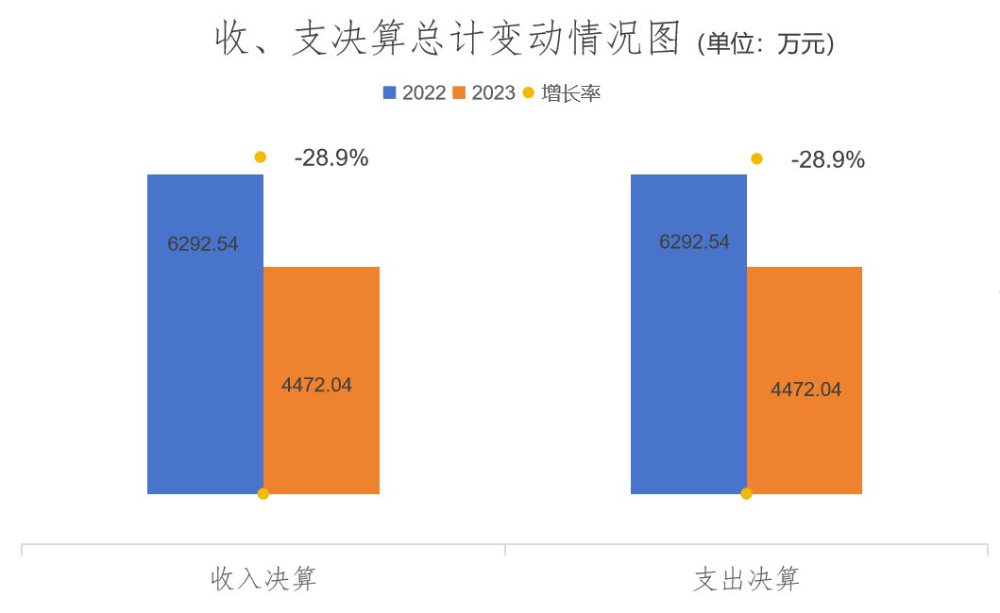 收、支决算总计变动情况图（单位：万元）
2022 2023 增长率
-28.9% -28.9%
6292.54 6292.54
4472.04 4472.04
收入决算 支出决算